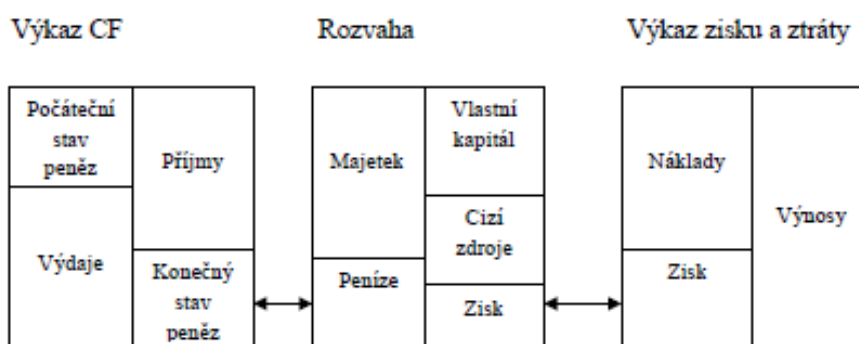 Výkaz CF
Rozvaha
Výkaz zisku a ztráty
Počáteční
stav
peněz
Příjmy
Výdaje
Konečný
stav
peněz
Majetek
Vlastní
kapitál
Cizí
zdroje
Peníze
Zisk
Náklady
Výnosy
Zisk